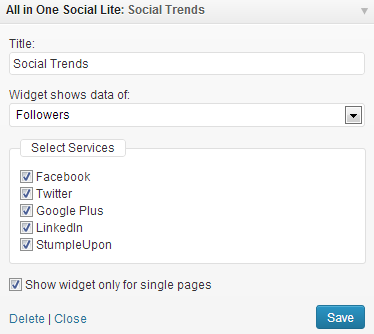 All in One Social Lite: Social Trends
Title:
Social Trends
Widget shows data of:
Followers
Select Services
Facebook
Twitter
Google Plus
LinkedIn
StumpleUpon
Show widget only for single pages
Delete | Close
Save